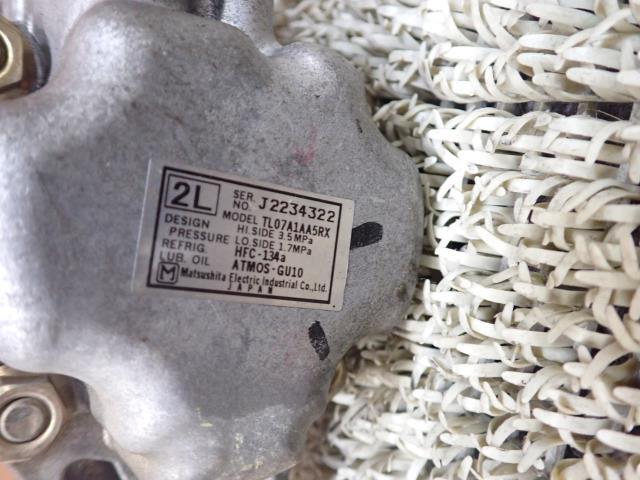 2L SER. NO. J2234322
MODEL TL07A1AA5RX
DESIGN PRESSURE HI.SIDE 3.5MPa
LO.SIDE 1.7MPa
REFRIG. HFC-134a
LUB. OIL ATMOS-GU10
M Matsushita Electric Industrial Co., Ltd.
JAPAN